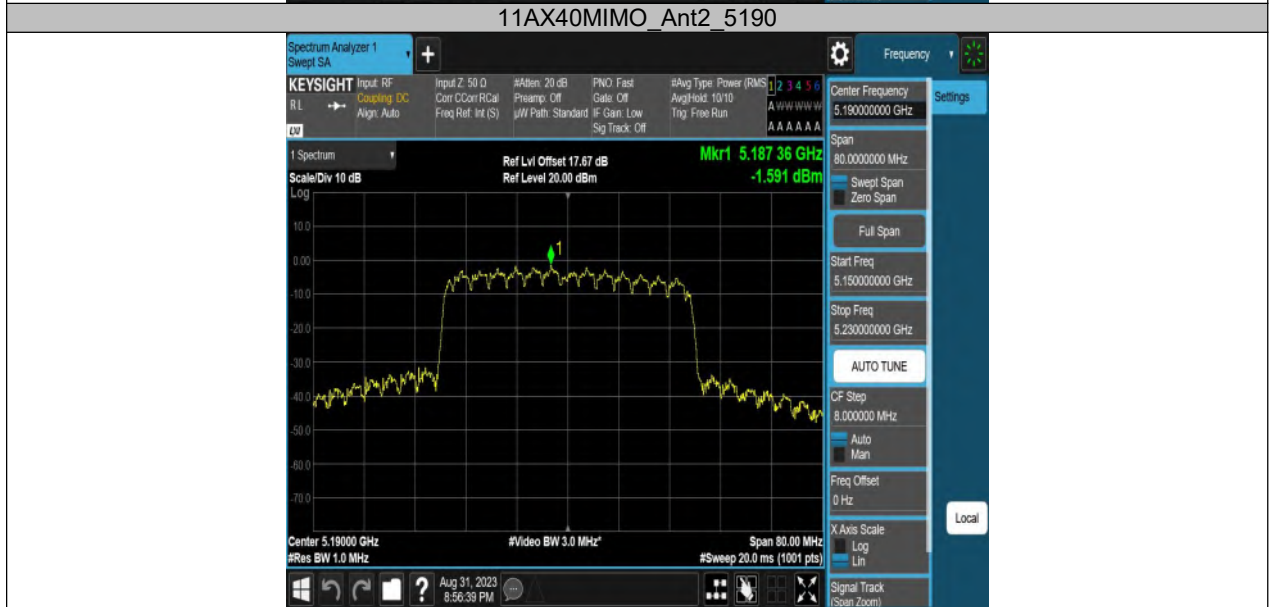 11AX40MIMO_Ant2_5190
Spectrum Analyzer 1
Swept SA
+
Frequency
KEYSIGHT
RL
LXI
Input: RF
Coupling: DC
Align: Auto
Input Z: 50 Ω
Corr CCorr RCal
Freq Ref: Int (S)
#Atten: 20 dB
Preamp: Off
µW Path: Standard
PNO: Fast
Gate: Off
IF Gain: Low
Sig Track: Off
#Avg Type: Power (RMS
Avg|Hold: 10/10
Trig: Free Run
1 2 3 4 5 6
A W W W W W
A A A A A A
Center Frequency
5.190000000 GHz
Settings
Span
80.0000000 MHz
Swept Span
Zero Span
Full Span
Start Freq
5.150000000 GHz
Stop Freq
5.230000000 GHz
AUTO TUNE
CF Step
8.000000 MHz
Auto
Man
Freq Offset
0 Hz
X Axis Scale
Log
Lin
Signal Track
(Span Zoom)
Local
1 Spectrum
Scale/Div 10 dB
Log
Ref Lvl Offset 17.67 dB
Ref Level 20.00 dBm
Mkr1 5.187 36 GHz
-1.591 dBm
1
10.0
0.00
-10.0
-20.0
-30.0
-40.0
-50.0
-60.0
-70.0
Center 5.19000 GHz
#Res BW 1.0 MHz
#Video BW 3.0 MHz*
Span 80.00 MHz
#Sweep 20.0 ms (1001 pts)
?
Aug 31, 2023
8:56:39 PM